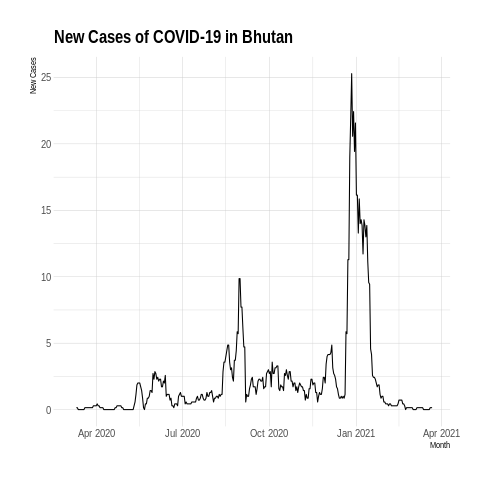 New Cases of COVID-19 in Bhutan
New Cases
25
20
15
10
5
0
Apr 2020
Jul 2020
Oct 2020
Jan 2021
Apr 2021
Month